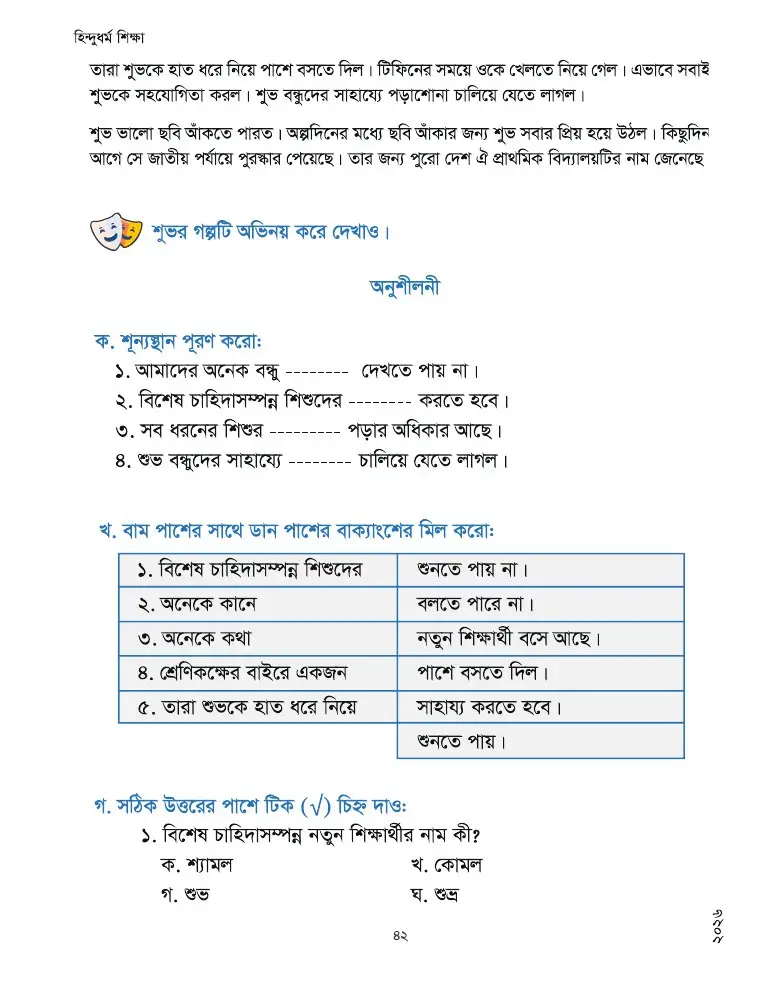 হিন্দুধর্ম শিক্ষা
তারা শুভকে হাত ধরে নিয়ে পাশে বসতে দিল। টিফিনের সময়ে ওকে খেলতে নিয়ে গেল। এভাবে সবাই
শুভকে সহযোগিতা করল। শুভ বন্ধুদের সাহায্যে পড়াশোনা চালিয়ে যেতে লাগল।
শুভ ভালো ছবি আঁকতে পারত। অল্পদিনের মধ্যে ছবি আঁকার জন্য শুভ সবার প্রিয় হয়ে উঠল। কিছুদিন
আগে সে জাতীয় পর্যায়ে পুরস্কার পেয়েছে। তার জন্য পুরো দেশ ঐ প্রাথমিক বিদ্যালয়টির নাম জেনেছে
শুভর গল্পটি অভিনয় করে দেখাও।
অনুশীলনী
ক. শূন্যস্থান পূরণ করো:
১. আমাদের অনেক বন্ধু -------- দেখতে পায় না।
২. বিশেষ চাহিদাসম্পন্ন শিশুদের -------- করতে হবে।
৩. সব ধরনের শিশুর --------- পড়ার অধিকার আছে।
৪. শুভ বন্ধুদের সাহায্যে -------- চালিয়ে যেতে লাগল।
খ. বাম পাশের সাথে ডান পাশের বাক্যাংশের মিল করো:
১. বিশেষ চাহিদাসম্পন্ন শিশুদের শুনতে পায় না।
২. অনেকে কানে বলতে পারে না।
৩. অনেকে কথা নতুন শিক্ষার্থী বসে আছে।
৪. শ্রেণিকক্ষের বাইরে একজন পাশে বসতে দিল।
৫. তারা শুভকে হাত ধরে নিয়ে সাহায্য করতে হবে।
শুনতে পায়।
গ. সঠিক উত্তরের পাশে টিক (√) চিহ্ন দাও:
১. বিশেষ চাহিদাসম্পন্ন নতুন শিক্ষার্থীর নাম কী?
ক. শ্যামল খ. কোমল
গ. শুভ ঘ. শুভ্র
৪২
২০২৬